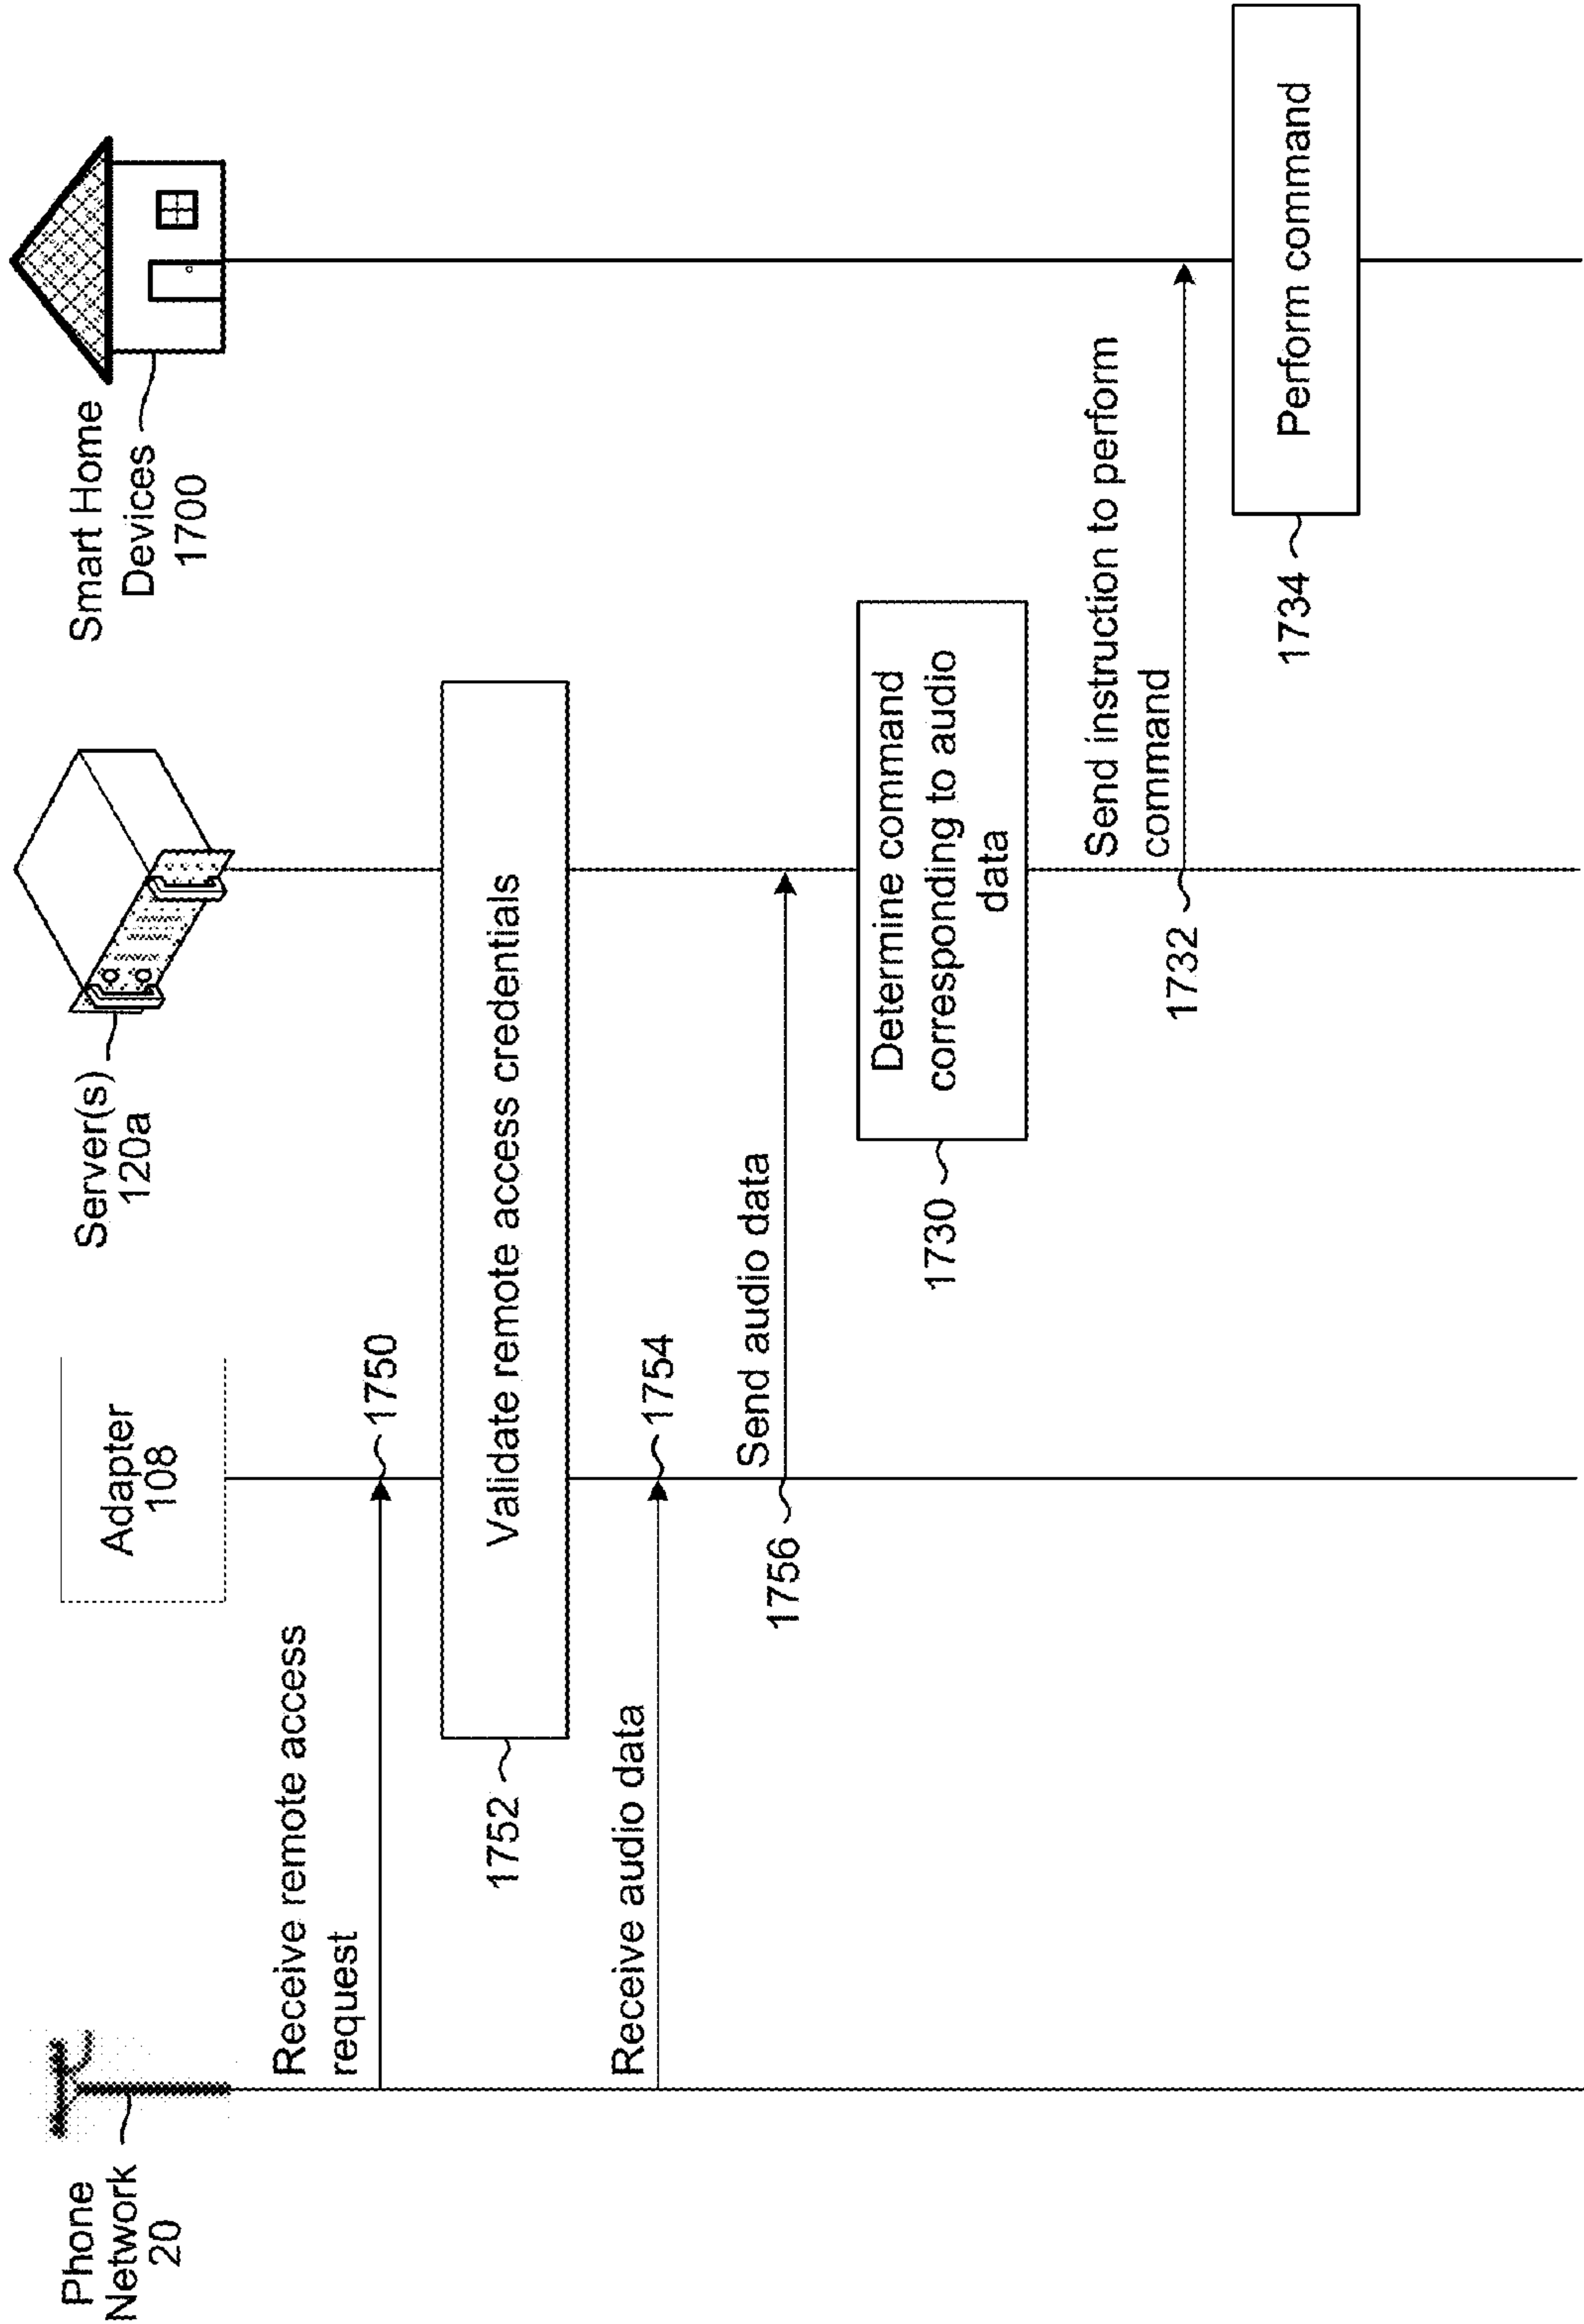 Phone
Network
20
Adapter
108
Server(s)
120a
Smart Home
Devices
1700
Receive remote access
request
1750
1752
Validate remote access credentials
Receive audio data
1754
Send audio data
1756
Determine command
corresponding to audio
data
1730
Send instruction to perform
command
1732
Perform command
1734